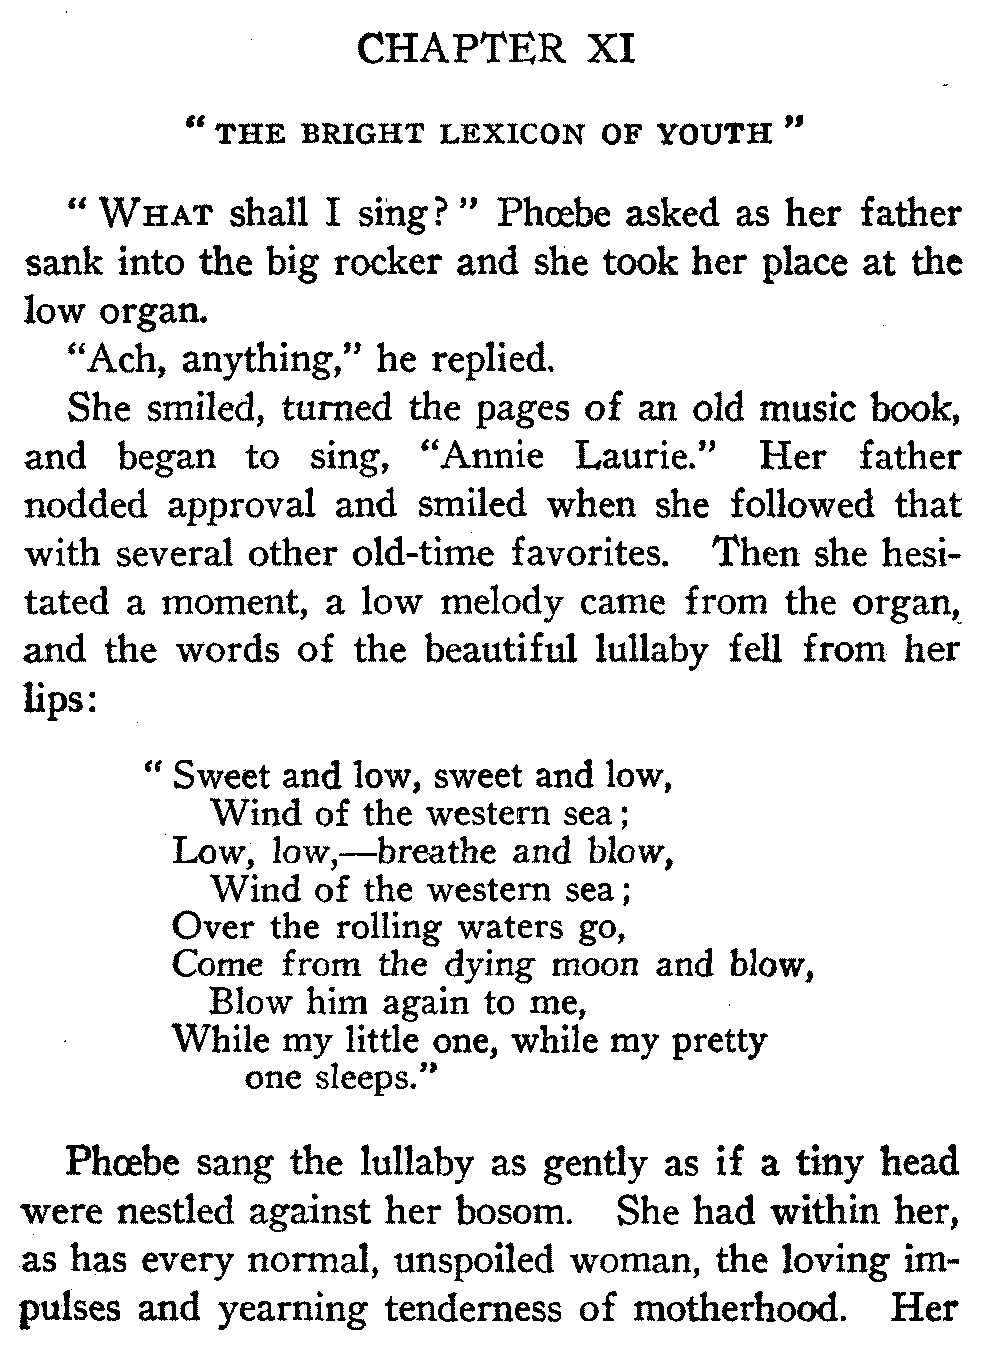 CHAPTER XI
“ THE BRIGHT LEXICON OF YOUTH ”
“ WHAT shall I sing? ” Phœbe asked as her father
sank into the big rocker and she took her place at the
low organ.
“Ach, anything,” he replied.
She smiled, turned the pages of an old music book,
and began to sing, “Annie Laurie.” Her father
nodded approval and smiled when she followed that
with several other old-time favorites. Then she hesi-
tated a moment, a low melody came from the organ,
and the words of the beautiful lullaby fell from her
lips:
“ Sweet and low, sweet and low,
Wind of the western sea;
Low, low,—breathe and blow,
Wind of the western sea;
Over the rolling waters go,
Come from the dying moon and blow,
Blow him again to me,
While my little one, while my pretty
one sleeps.”
Phœbe sang the lullaby as gently as if a tiny head
were nestled against her bosom. She had within her,
as has every normal, unspoiled woman, the loving im-
pulses and yearning tenderness of motherhood. Her